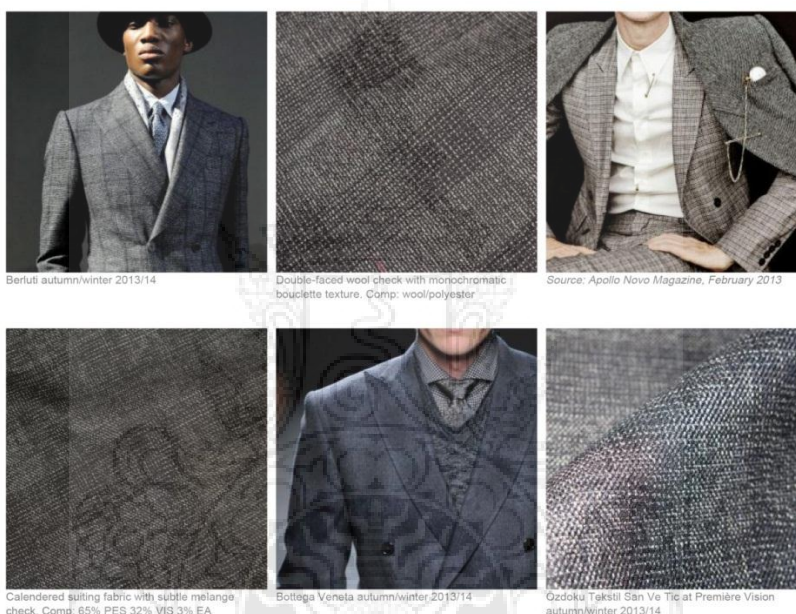 Berluti autumn/winter 2013/14
Double-faced wool check with monochromatic
bouclette texture. Comp: wool/polyester
Source: Apollo Novo Magazine, February 2013
Calendered suiting fabric with subtle melange
check. Comp: 65% PES 32% VIS 3% EA
Bottega Veneta autumn/winter 2013/14
Özdoku Tekstil San Ve Tic at Première Vision
autumn/winter 2013/14